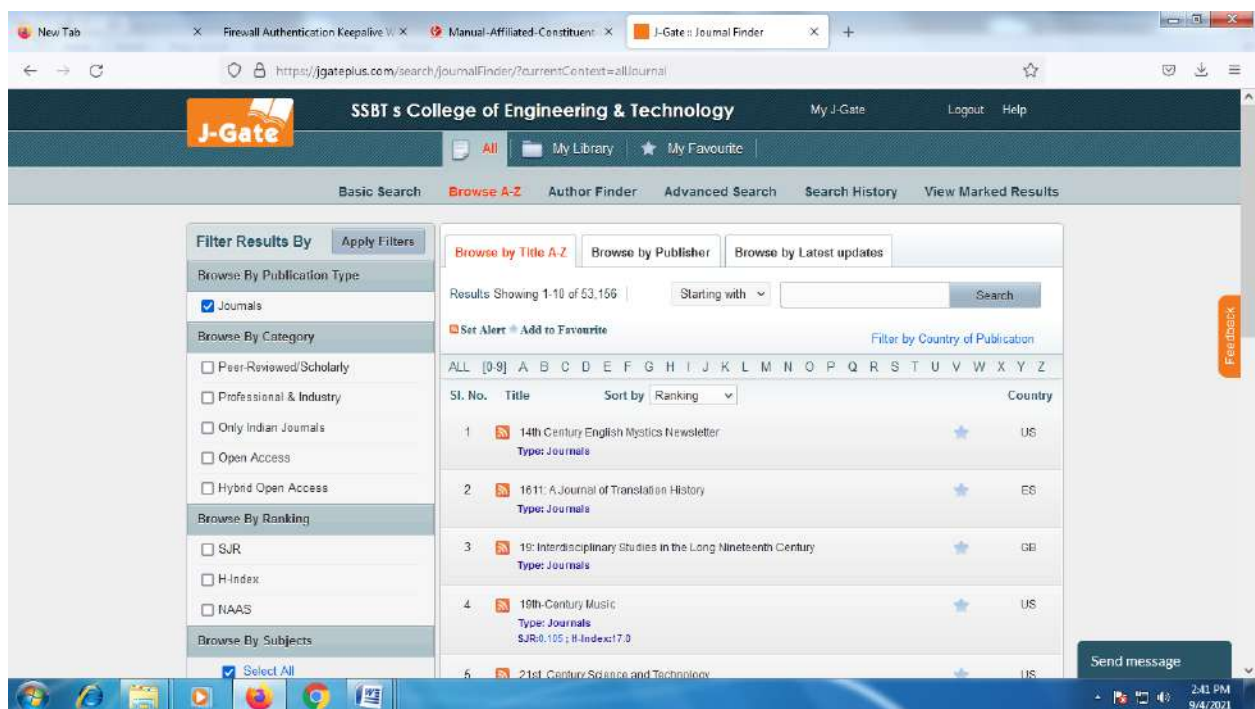 New Tab
Firewall Authentication Keepalive
Manual-Affiliated-Constituent
J-Gate :: Journal Finder
https://jgateplus.com/search/journalFinder/?currentContext=allJournal
J-Gate
SSBT s College of Engineering & Technology
My J-Gate
Logout
Help
All
My Library
My Favourite
Basic Search
Browse A-Z
Author Finder
Advanced Search
Search History
View Marked Results
Filter Results By
Apply Filters
Browse By Publication Type
Journals
Browse By Category
Peer-Reviewed/Scholarly
Professional & Industry
Only Indian Journals
Open Access
Hybrid Open Access
Browse By Ranking
SJR
H-Index
NAAS
Browse By Subjects
Select All
Browse by Title A-Z
Browse by Publisher
Browse by Latest updates
Results Showing 1-10 of 53,156
Starting with
Search
Set Alert
Add to Favourite
Filter by Country of Publication
ALL [0-9] A B C D E F G H I J K L M N O P Q R S T U V W X Y Z
Sl. No. Title Sort by Ranking Country
1 14th Century English Mystics Newsletter US
Type: Journals
2 1611: A Journal of Translation History ES
Type: Journals
3 19: Interdisciplinary Studies in the Long Nineteenth Century GB
Type: Journals
4 19th-Century Music US
Type: Journals
SJR:0.105 ; H-Index:17.0
5 21st Century Science and Technology US
Feedback
Send message
2:41 PM
9/4/2021